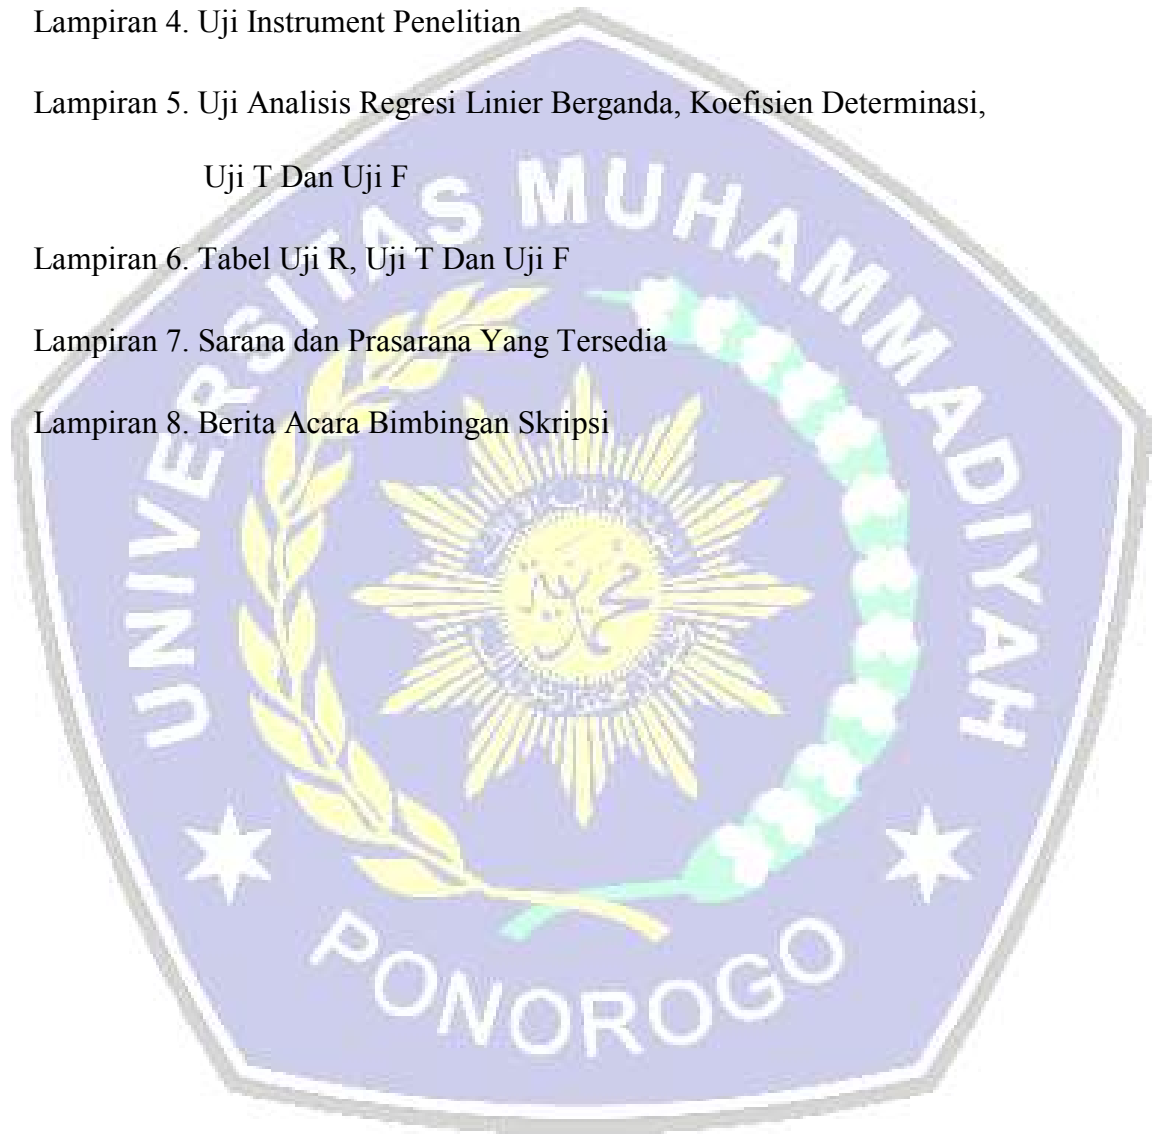 Lampiran 4. Uji Instrument Penelitian
Lampiran 5. Uji Analisis Regresi Linier Berganda, Koefisien Determinasi,
Uji T Dan Uji F
Lampiran 6. Tabel Uji R, Uji T Dan Uji F
Lampiran 7. Sarana dan Prasarana Yang Tersedia
Lampiran 8. Berita Acara Bimbingan Skripsi
UNIVERSITAS MUHAMMADIYAH
PONOROGO